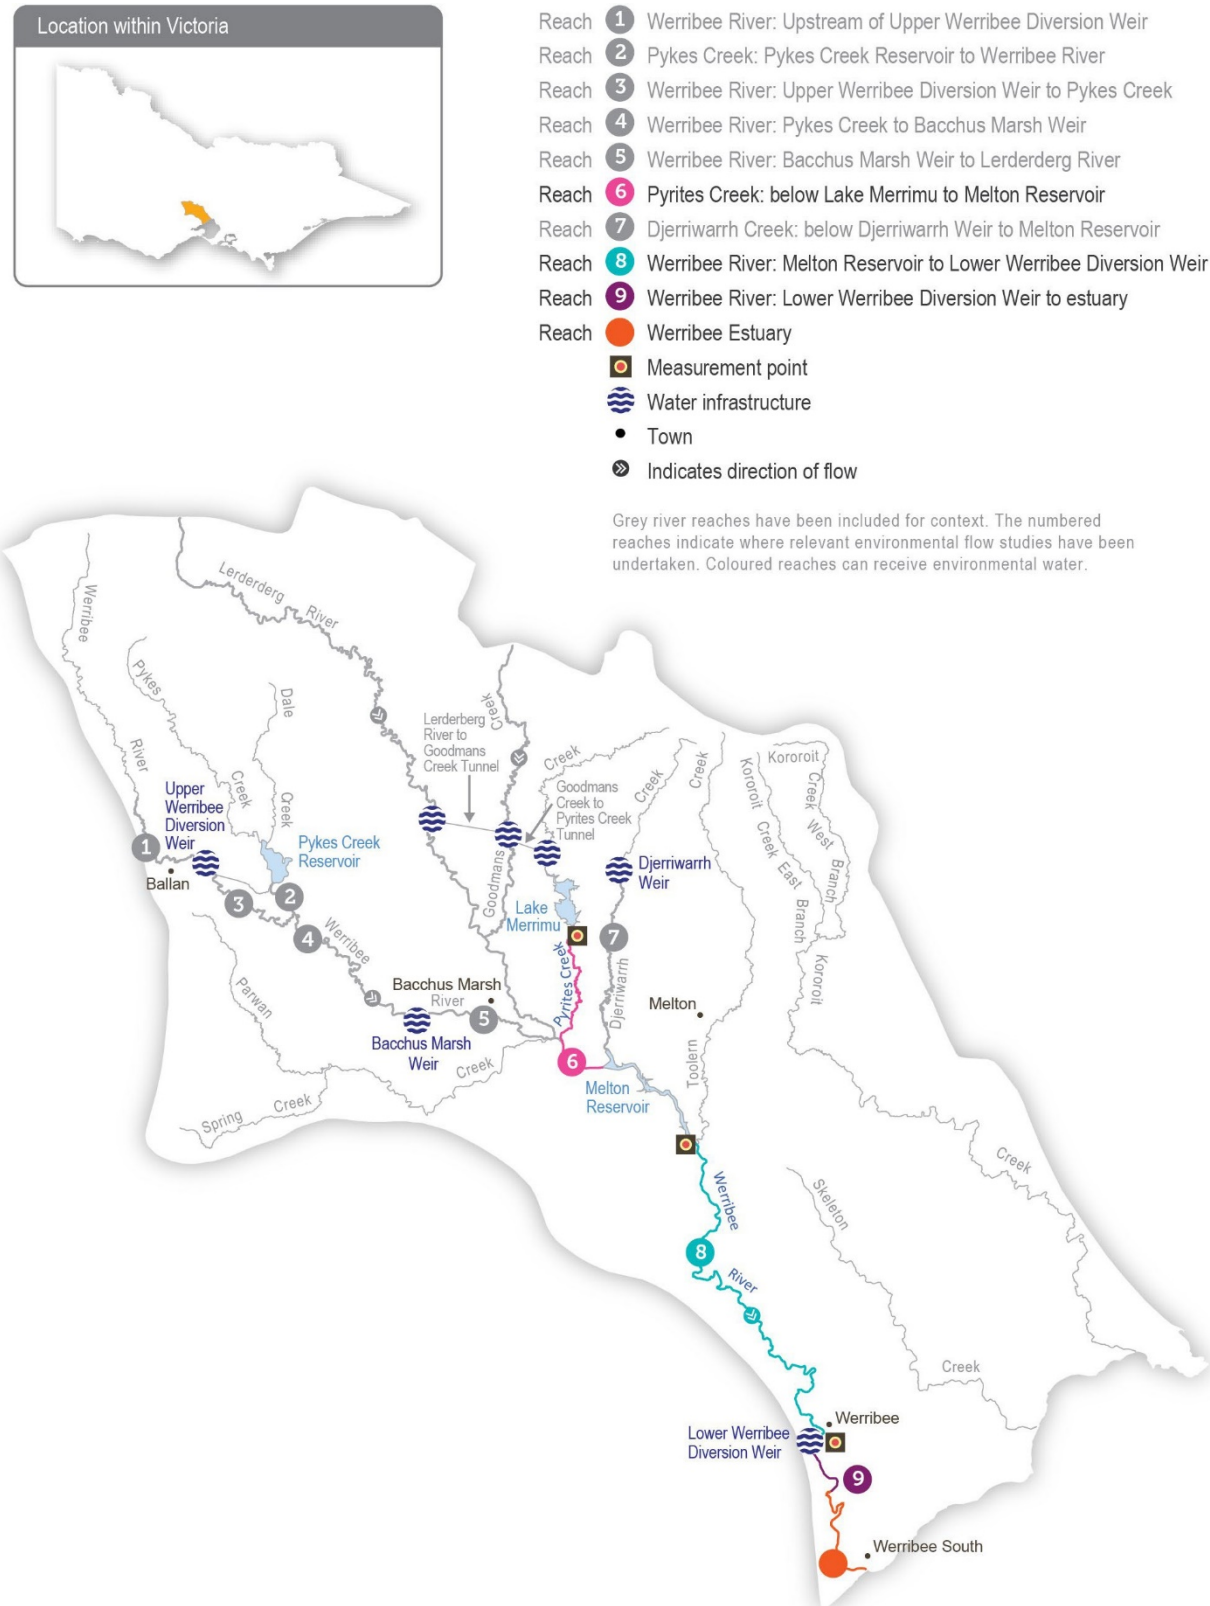 Location within Victoria
Reach 1 Werribee River: Upstream of Upper Werribee Diversion Weir
Reach 2 Pykes Creek: Pykes Creek Reservoir to Werribee River
Reach 3 Werribee River: Upper Werribee Diversion Weir to Pykes Creek
Reach 4 Werribee River: Pykes Creek to Bacchus Marsh Weir
Reach 5 Werribee River: Bacchus Marsh Weir to Lerderderg River
Reach 6 Pyrites Creek: below Lake Merrimu to Melton Reservoir
Reach 7 Djerriwarrh Creek: below Djerriwarrh Weir to Melton Reservoir
Reach 8 Werribee River: Melton Reservoir to Lower Werribee Diversion Weir
Reach 9 Werribee River: Lower Werribee Diversion Weir to estuary
Reach Werribee Estuary
Measurement point
Water infrastructure
Town
Indicates direction of flow
Grey river reaches have been included for context. The numbered
reaches indicate where relevant environmental flow studies have been
undertaken. Coloured reaches can receive environmental water.
Werribee
River
Pykes
Creek
Dale
Creek
Lerderderg
River
Lerderberg
River to
Goodmans
Creek Tunnel
Creek
Goodmans
Goodmans
Creek to
Pyrites Creek
Tunnel
Creek
Creek
Creek
Kororoit
Creek West
Branch
Kororoit
Creek East
Branch
Kororoit
Creek
Upper
Werribee
Diversion
Weir
Pykes Creek
Reservoir
1
Ballan
3
2
4
Werribee
River
Bacchus Marsh
5
Bacchus Marsh
Weir
Parwan
Creek
Spring Creek
Lake
Merrimu
Pyrites Creek
6
Djerriwarrh
Weir
7
Djerriwarrh
Melton
Toolern
Melton
Reservoir
Werribee
8
River
Skeleton
Creek
Werribee
Lower Werribee
Diversion Weir
9
Werribee South